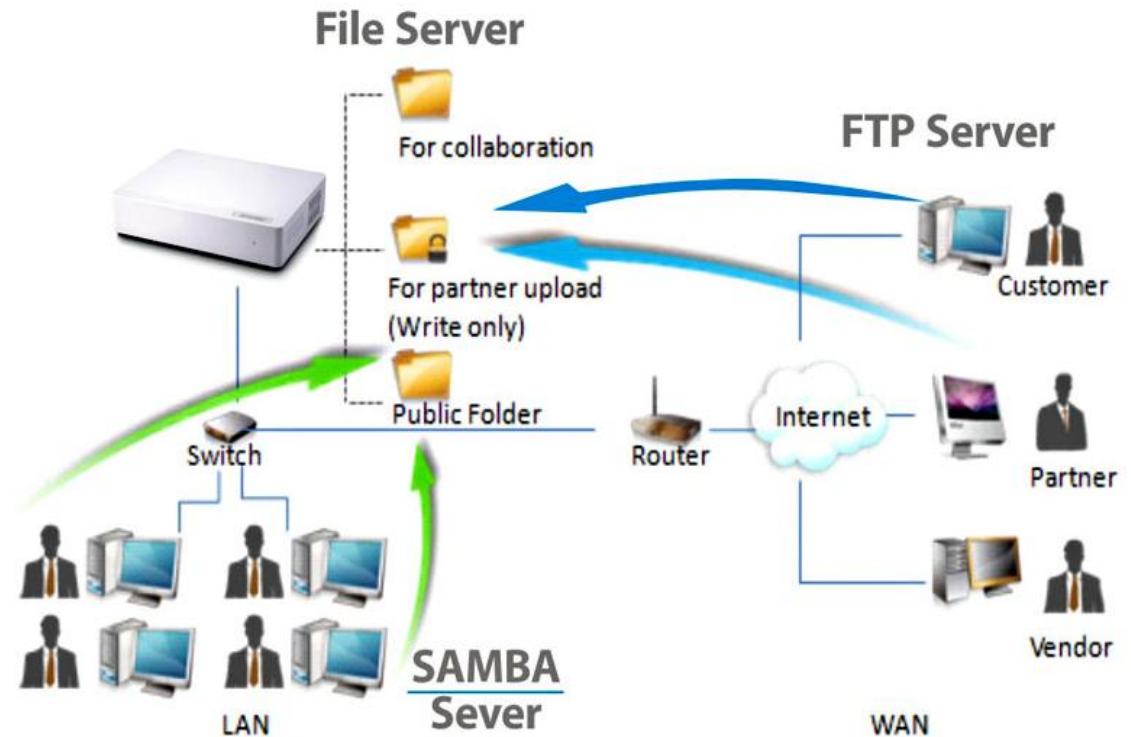 File Server
For collaboration
FTP Server
Customer
For partner upload
(Write only)
Public Folder
Switch
Router
Internet
Partner
Vendor
SAMBA
Sever
LAN
WAN